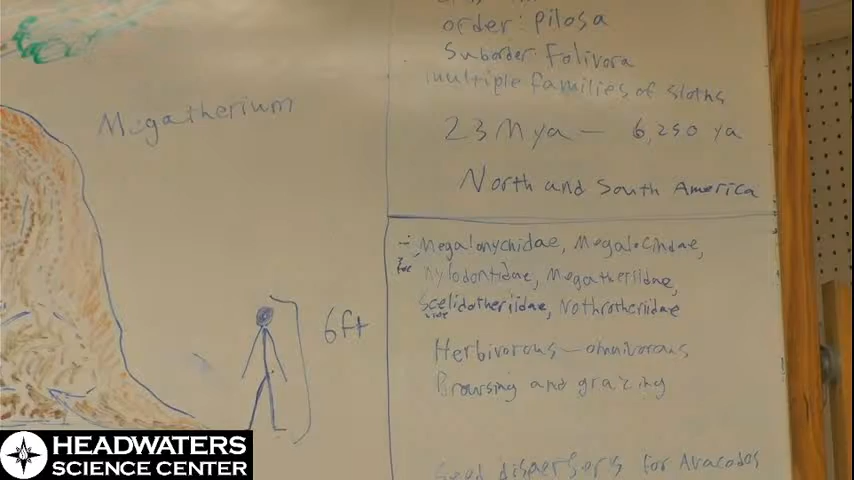 order: Pilosa
Suborder: Folivora
multiple families of sloths
23 Mya — 6,250 ya
North and South America
Megatherium
6ft
Megalonychidae, Megalocindae,
Mylodontidae, Megatheriidae,
Scelidotheriidae, Nothrotheriidae
Herbivorous — omnivorous
Browsing and grazing
Seed dispersers for Avacados
HEADWATERS
SCIENCE CENTER